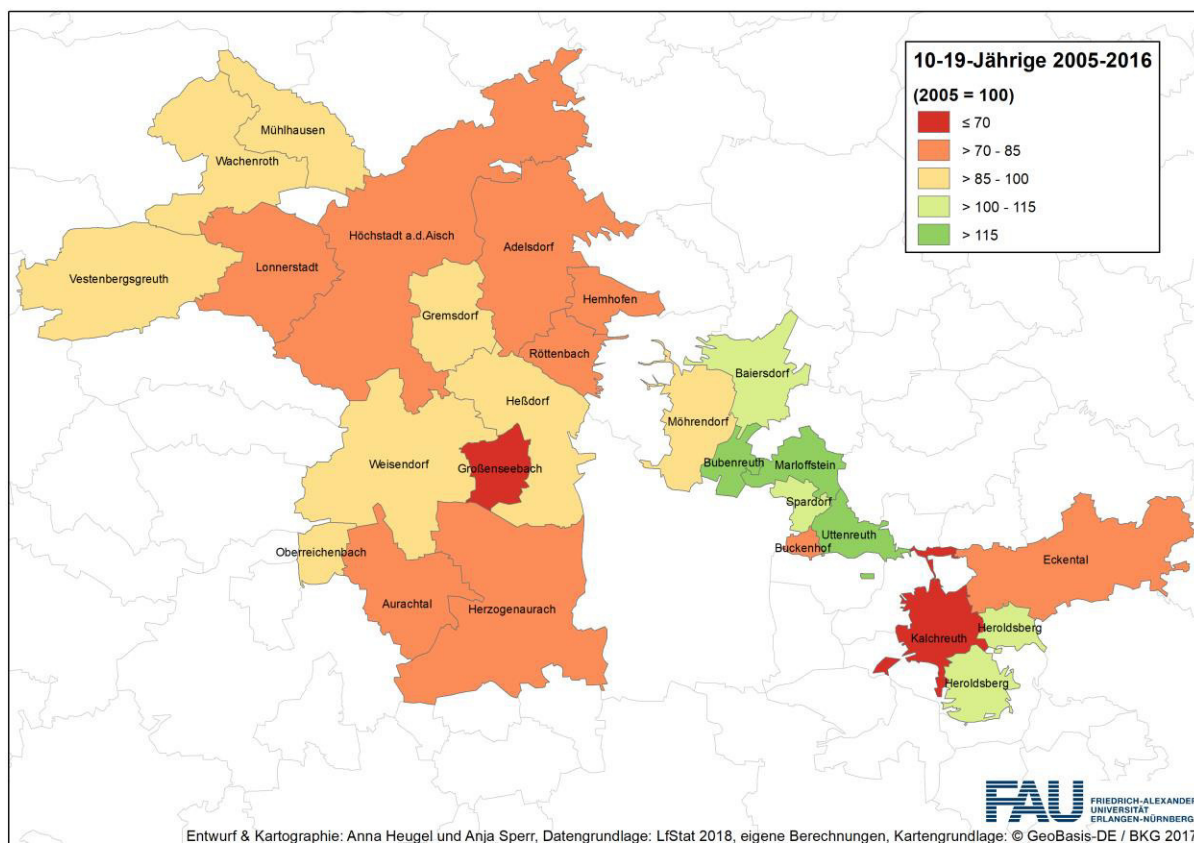 10-19-Jährige 2005-2016
(2005 = 100)
≤ 70
> 70 - 85
> 85 - 100
> 100 - 115
> 115
Mühlhausen
Wachenroth
Höchstadt a.d.Aisch
Adelsdorf
Lonnerstadt
Vestenbergsgreuth
Hemhofen
Gremsdorf
Röttenbach
Baiersdorf
Heßdorf
Möhrendorf
Weisendorf
Großenseebach
Bubenreuth
Marloffstein
Spardorf
Uttenreuth
Buckenhof
Oberreichenbach
Eckental
Aurachtal
Herzogenaurach
Kalchreuth
Heroldsberg
Heroldsberg
FAU
FRIEDRICH-ALEXANDER
UNIVERSITÄT
ERLANGEN-NÜRNBERG
Entwurf & Kartographie: Anna Heugel und Anja Sperr, Datengrundlage: LfStat 2018, eigene Berechnungen, Kartengrundlage: © GeoBasis-DE / BKG 2017